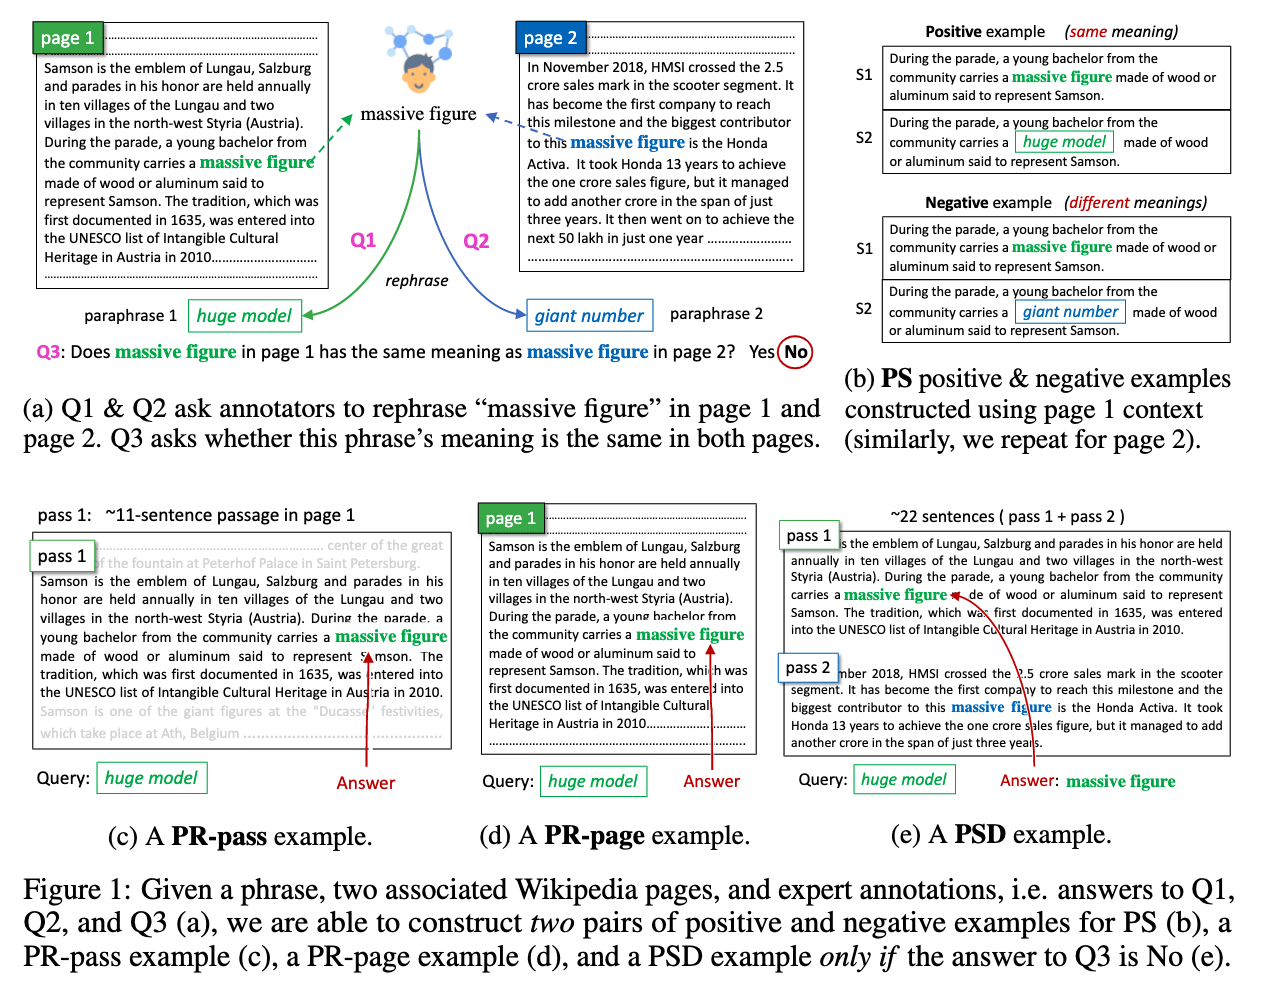 page 1
Samson is the emblem of Lungau, Salzburg
and parades in his honor are held annually
in ten villages of the Lungau and two
villages in the north-west Styria (Austria).
During the parade, a young bachelor from
the community carries a massive figure
made of wood or aluminum said to
represent Samson. The tradition, which was
first documented in 1635, was entered into
the UNESCO list of Intangible Cultural
Heritage in Austria in 2010..............................
massive figure
page 2
In November 2018, HMSI crossed the 2.5
crore sales mark in the scooter segment. It
has become the first company to reach
this milestone and the biggest contributor
to this massive figure is the Honda
Activa. It took Honda 13 years to achieve
the one crore sales figure, but it managed
to add another crore in the span of just
three years. It then went on to achieve the
next 50 lakh in just one year ........................
Q1
Q2
rephrase
paraphrase 1 huge model
giant number paraphrase 2
Q3: Does massive figure in page 1 has the same meaning as massive figure in page 2? Yes No
(a) Q1 & Q2 ask annotators to rephrase “massive figure” in page 1 and
page 2. Q3 asks whether this phrase’s meaning is the same in both pages.
Positive example (same meaning)
S1
During the parade, a young bachelor from the
community carries a massive figure made of wood or
aluminum said to represent Samson.
S2
During the parade, a young bachelor from the
community carries a huge model made of wood
or aluminum said to represent Samson.
Negative example (different meanings)
S1
During the parade, a young bachelor from the
community carries a massive figure made of wood or
aluminum said to represent Samson.
S2
During the parade, a young bachelor from the
community carries a giant number made of wood
or aluminum said to represent Samson.
(b) PS positive & negative examples
constructed using page 1 context
(similarly, we repeat for page 2).
pass 1: ~11-sentence passage in page 1
pass 1
center of the great
of the fountain at Peterhof Palace in Saint Petersburg.
Samson is the emblem of Lungau, Salzburg and parades in his
honor are held annually in ten villages of the Lungau and two
villages in the north-west Styria (Austria). During the parade, a
young bachelor from the community carries a massive figure
made of wood or aluminum said to represent Samson. The
tradition, which was first documented in 1635, was entered into
the UNESCO list of Intangible Cultural Heritage in Austria in 2010.
Samson is one of the giant figures at the "Ducasse" festivities,
which take place at Ath, Belgium ..........................................
Query: huge model
Answer
(c) A PR-pass example.
page 1
Samson is the emblem of Lungau, Salzburg
and parades in his honor are held annually
in ten villages of the Lungau and two
villages in the north-west Styria (Austria).
During the parade, a young bachelor from
the community carries a massive figure
made of wood or aluminum said to
represent Samson. The tradition, which was
first documented in 1635, was entered into
the UNESCO list of Intangible Cultural
Heritage in Austria in 2010..............................
Query: huge model
Answer
(d) A PR-page example.
~22 sentences ( pass 1 + pass 2 )
pass 1
s the emblem of Lungau, Salzburg and parades in his honor are held
annually in ten villages of the Lungau and two villages in the north-west
Styria (Austria). During the parade, a young bachelor from the community
carries a massive figure de of wood or aluminum said to represent
Samson. The tradition, which was first documented in 1635, was entered
into the UNESCO list of Intangible Cultural Heritage in Austria in 2010.
pass 2
mber 2018, HMSI crossed the 2.5 crore sales mark in the scooter
segment. It has become the first company to reach this milestone and the
biggest contributor to this massive figure is the Honda Activa. It took
Honda 13 years to achieve the one crore sales figure, but it managed to add
another crore in the span of just three years.
Query: huge model
Answer: massive figure
(e) A PSD example.
Figure 1: Given a phrase, two associated Wikipedia pages, and expert annotations, i.e. answers to Q1,
Q2, and Q3 (a), we are able to construct two pairs of positive and negative examples for PS (b), a
PR-pass example (c), a PR-page example (d), and a PSD example only if the answer to Q3 is No (e).